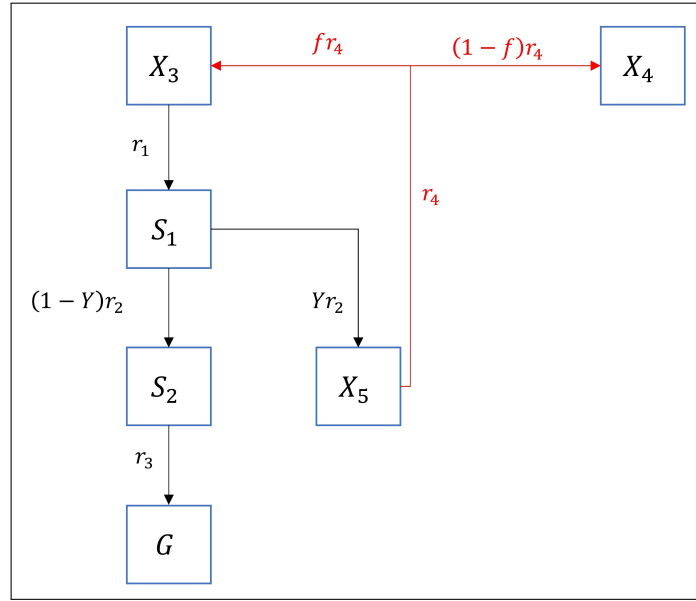 fr₄
(1 − f)r₄
X₃
X₄
r₁
r₄
S₁
(1 − Y)r₂
Yr₂
S₂
X₅
r₃
G